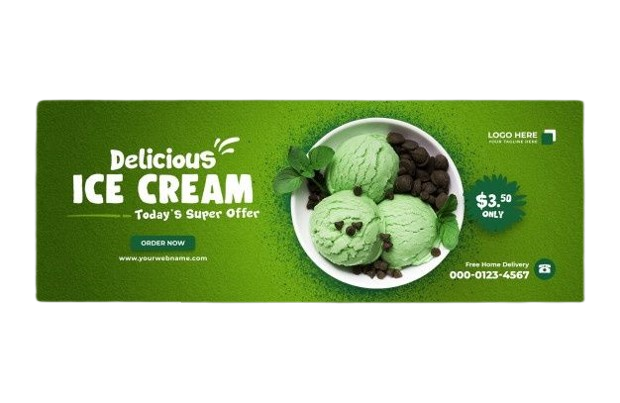 Delicious
ICE CREAM
Today's Super Offer
ORDER NOW
www.yourwebname.com
LOGO HERE
YOUR TAGLINE HERE
$3.50
ONLY
Free Home Delivery
000-0123-4567